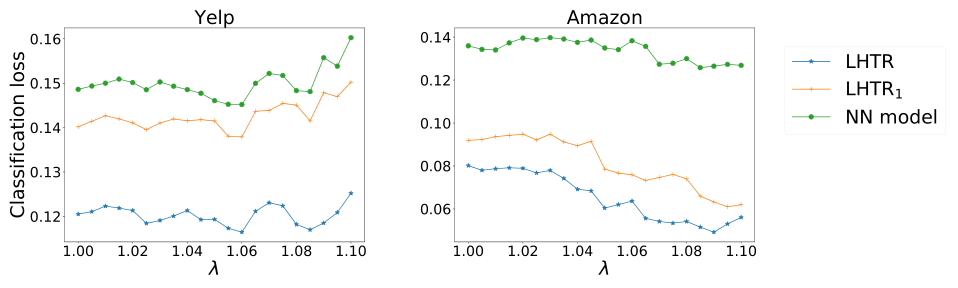 Yelp
Classification loss
0.16
0.15
0.14
0.13
0.12
1.00 1.02 1.04 1.06 1.08 1.10
λ
Amazon
0.14
0.12
0.10
0.08
0.06
1.00 1.02 1.04 1.06 1.08 1.10
λ
LHTR
LHTR₁
NN model